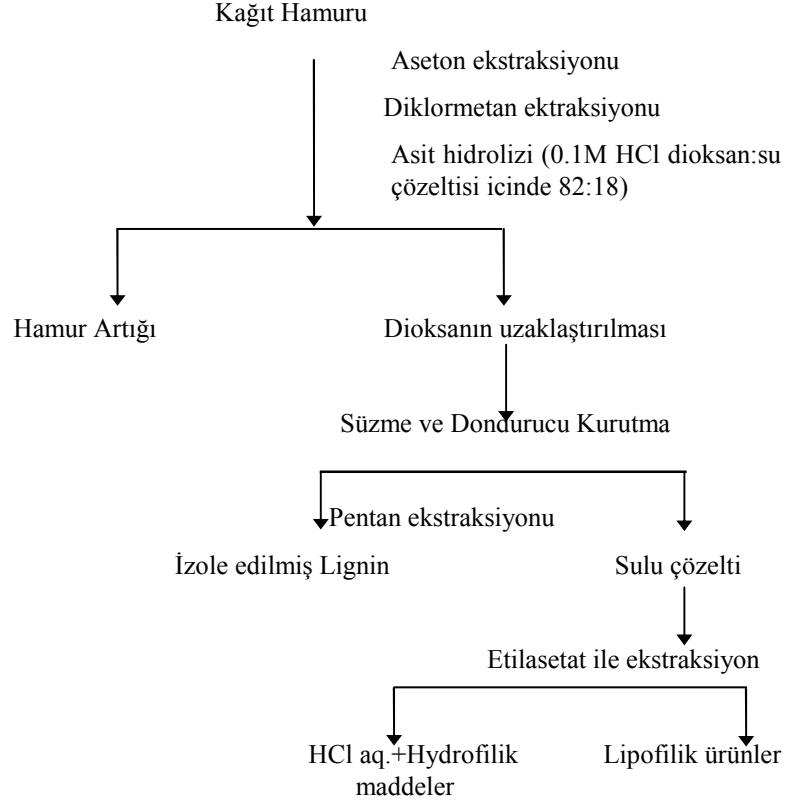 Kağıt Hamuru
Aseton ekstraksiyonu
Diklormetan ektraksiyonu
Asit hidrolizi (0.1M HCl dioksan:su
çözeltisi icinde 82:18)
Hamur Artığı
Dioksanın uzaklaştırılması
Süzme ve Dondurucu Kurutma
Pentan ekstraksiyonu
İzole edilmiş Lignin
Sulu çözelti
Etilasetat ile ekstraksiyon
HCl aq.+Hydrofilik
maddeler
Lipofilik ürünler